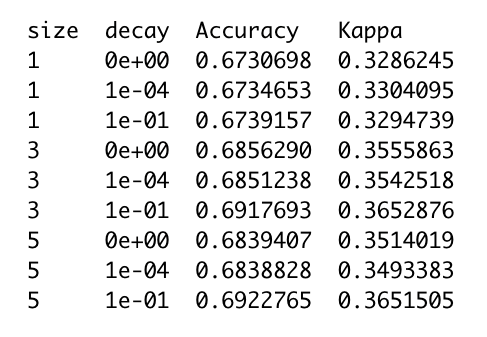 size decay Accuracy Kappa
1 0e+00 0.6730698 0.3286245
1 1e-04 0.6734653 0.3304095
1 1e-01 0.6739157 0.3294739
3 0e+00 0.6856290 0.3555863
3 1e-04 0.6851238 0.3542518
3 1e-01 0.6917693 0.3652876
5 0e+00 0.6839407 0.3514019
5 1e-04 0.6838828 0.3493383
5 1e-01 0.6922765 0.3651505